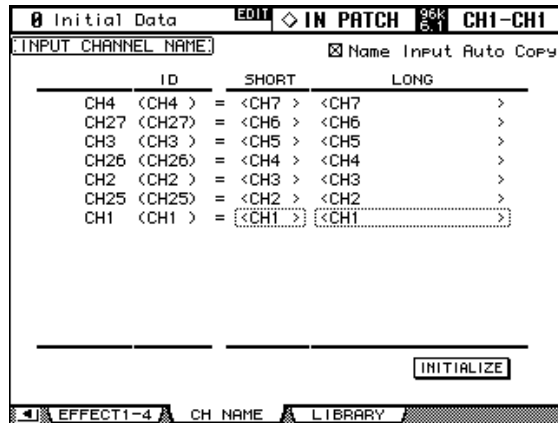 0 Initial Data EDIT ◇ IN PATCH 96k 6.1 CH1-CH1
INPUT CHANNEL NAME
☒ Name Input Auto Copy
ID SHORT LONG
CH4 (CH4 ) = <CH7 > <CH7 >
CH27 (CH27) = <CH6 > <CH6 >
CH3 (CH3 ) = <CH5 > <CH5 >
CH26 (CH26) = <CH4 > <CH4 >
CH2 (CH2 ) = <CH3 > <CH3 >
CH25 (CH25) = <CH2 > <CH2 >
CH1 (CH1 ) = <CH1 > <CH1 >
INITIALIZE
EFFECT1-4 CH NAME LIBRARY